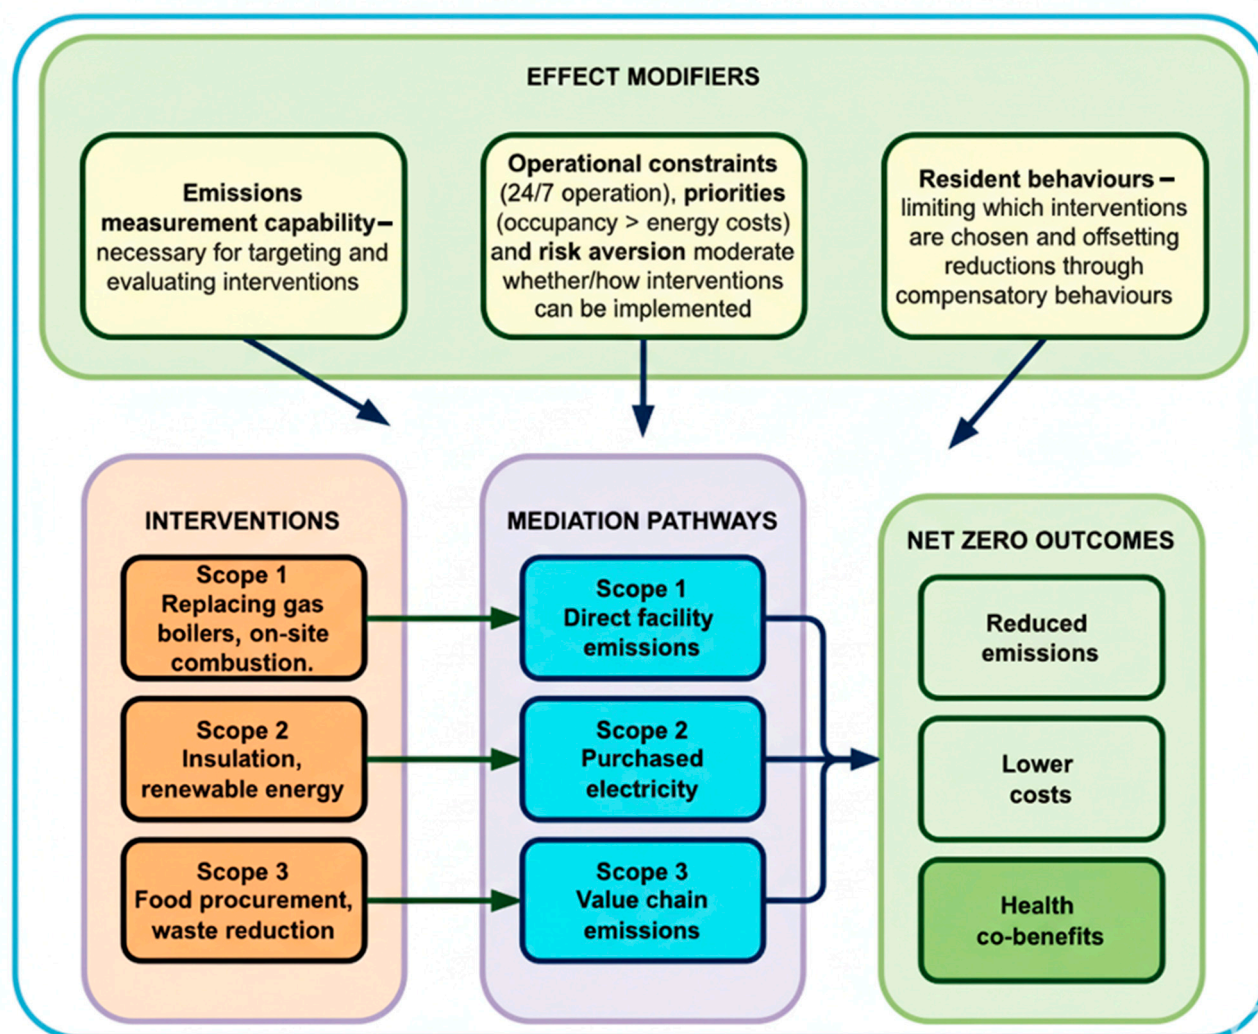 EFFECT MODIFIERS
Emissions
measurement capability–
necessary for targeting and
evaluating interventions
Operational constraints
(24/7 operation), priorities
(occupancy > energy costs)
and risk aversion moderate
whether/how interventions
can be implemented
Resident behaviours –
limiting which interventions
are chosen and offsetting
reductions through
compensatory behaviours
INTERVENTIONS
Scope 1
Replacing gas
boilers, on-site
combustion.
Scope 2
Insulation,
renewable energy
Scope 3
Food procurement,
waste reduction
MEDIATION PATHWAYS
Scope 1
Direct facility
emissions
Scope 2
Purchased
electricity
Scope 3
Value chain
emissions
NET ZERO OUTCOMES
Reduced
emissions
Lower
costs
Health
co-benefits